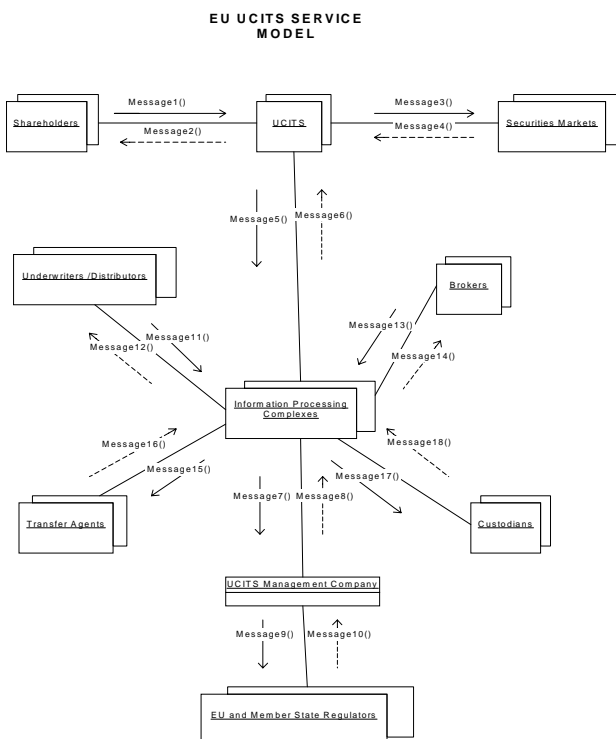 EU UCITS SERVICE
MODEL
Message1()
Message3()
Shareholders
Message2()
UCITS
Message4()
Securities Markets
Message5()
Message6()
Underwriters /Distributors
Brokers
Message13()
Message11()
Message12()
Message14()
Information Processing
Complexes
Message16()
Message18()
Message15()
Message17()
Message7()
Message8()
Transfer Agents
Custodians
UCITS Management Company
Message9()
Message10()
EU and Member State Regulators